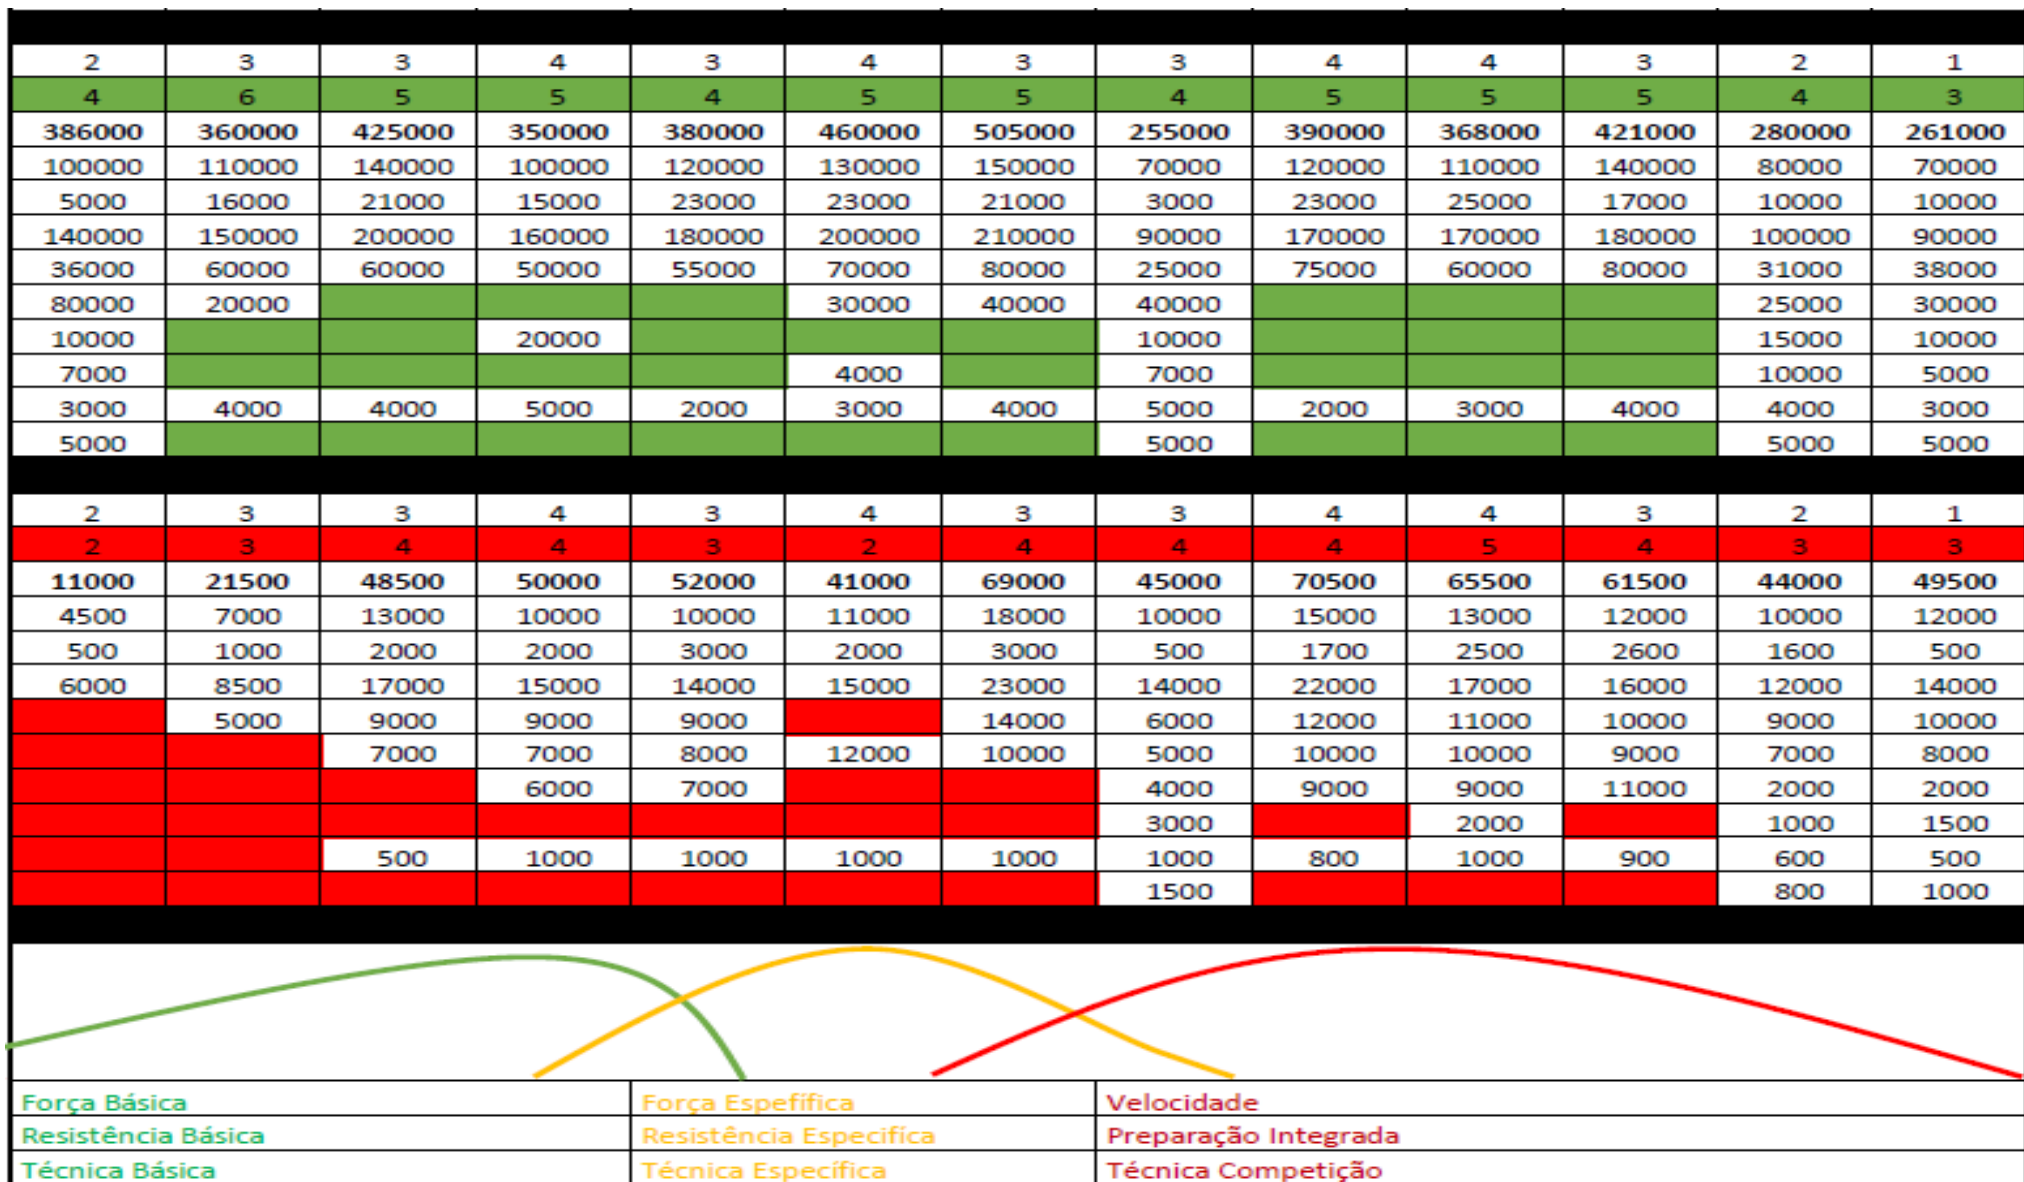 2 3 3 4 3 4 3 3 4 4 3 2 1
4 6 5 5 4 5 5 4 5 5 5 4 3
386000 360000 425000 350000 380000 460000 505000 255000 390000 368000 421000 280000 261000
100000 110000 140000 100000 120000 130000 150000 70000 120000 110000 140000 80000 70000
5000 16000 21000 15000 23000 23000 21000 3000 23000 25000 17000 10000 10000
140000 150000 200000 160000 180000 200000 210000 90000 170000 170000 180000 100000 90000
36000 60000 60000 50000 55000 70000 80000 25000 75000 60000 80000 31000 38000
80000 20000 30000 40000 40000 25000 30000
10000 20000 10000 15000 10000
7000 4000 7000 10000 5000
3000 4000 4000 5000 2000 3000 4000 5000 2000 3000 4000 4000 3000
5000 5000 5000 5000
2 3 3 4 3 4 3 3 4 4 3 2 1
2 3 4 4 3 2 4 4 4 5 4 3 3
11000 21500 48500 50000 52000 41000 69000 45000 70500 65500 61500 44000 49500
4500 7000 13000 10000 10000 11000 18000 10000 15000 13000 12000 10000 12000
500 1000 2000 2000 3000 2000 3000 500 1700 2500 2600 1600 500
6000 8500 17000 15000 14000 15000 23000 14000 22000 17000 16000 12000 14000
5000 9000 9000 9000 14000 6000 12000 11000 10000 9000 10000
7000 7000 8000 12000 10000 5000 10000 10000 9000 7000 8000
6000 7000 4000 9000 9000 11000 2000 2000
3000 2000 1000 1500
500 1000 1000 1000 1000 1000 800 1000 900 600 500
1500 800 1000
Força Básica Força Espefífica Velocidade
Resistência Básica Resistência Especifíca Preparação Integrada
Técnica Básica Técnica Específica Técnica Competição